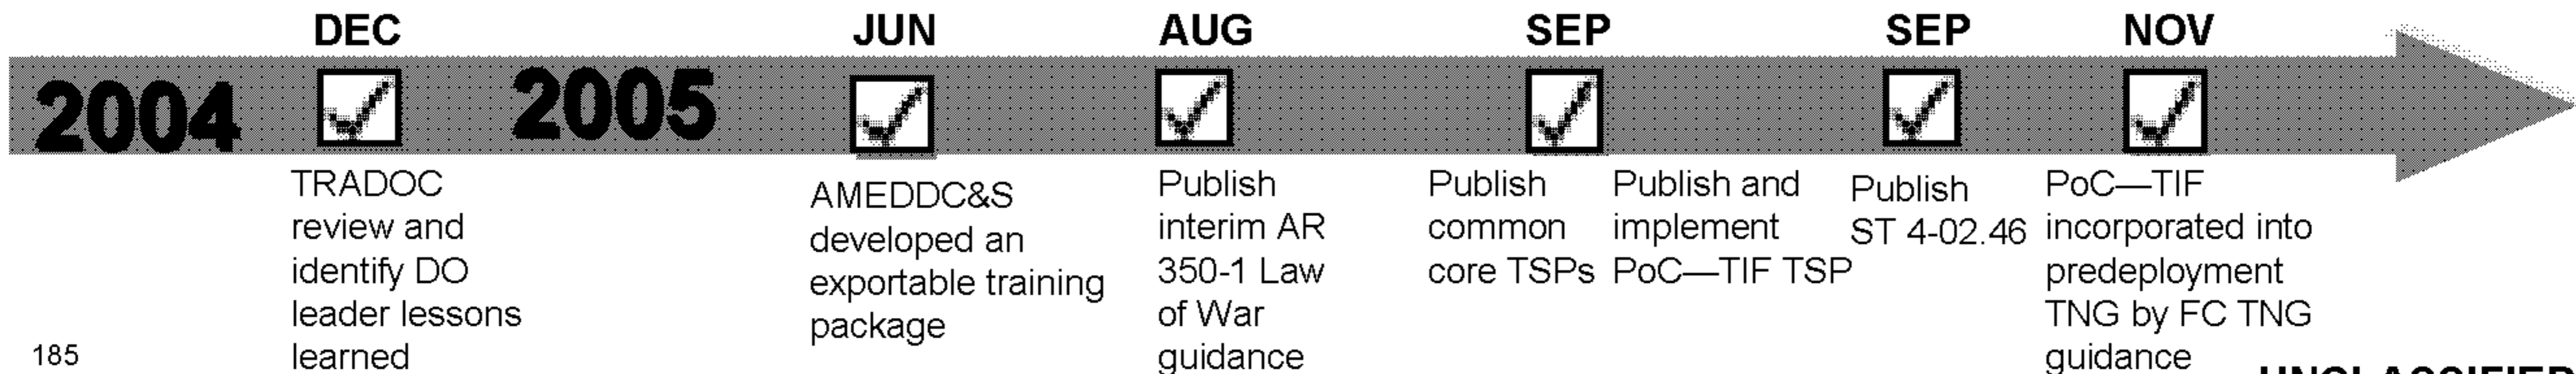 DEC JUN AUG SEP SEP NOV
2004 2005
TRADOC
review and
identify DO
leader lessons
learned
AMEDDC&S
developed an
exportable training
package
Publish
interim AR
350-1 Law
of War
guidance
Publish
common
core TSPs
Publish and
implement
PoC—TIF TSP
Publish
ST 4-02.46
PoC—TIF
incorporated into
predeployment
TNG by FC TNG
guidance
185
UNCLASSIFIED